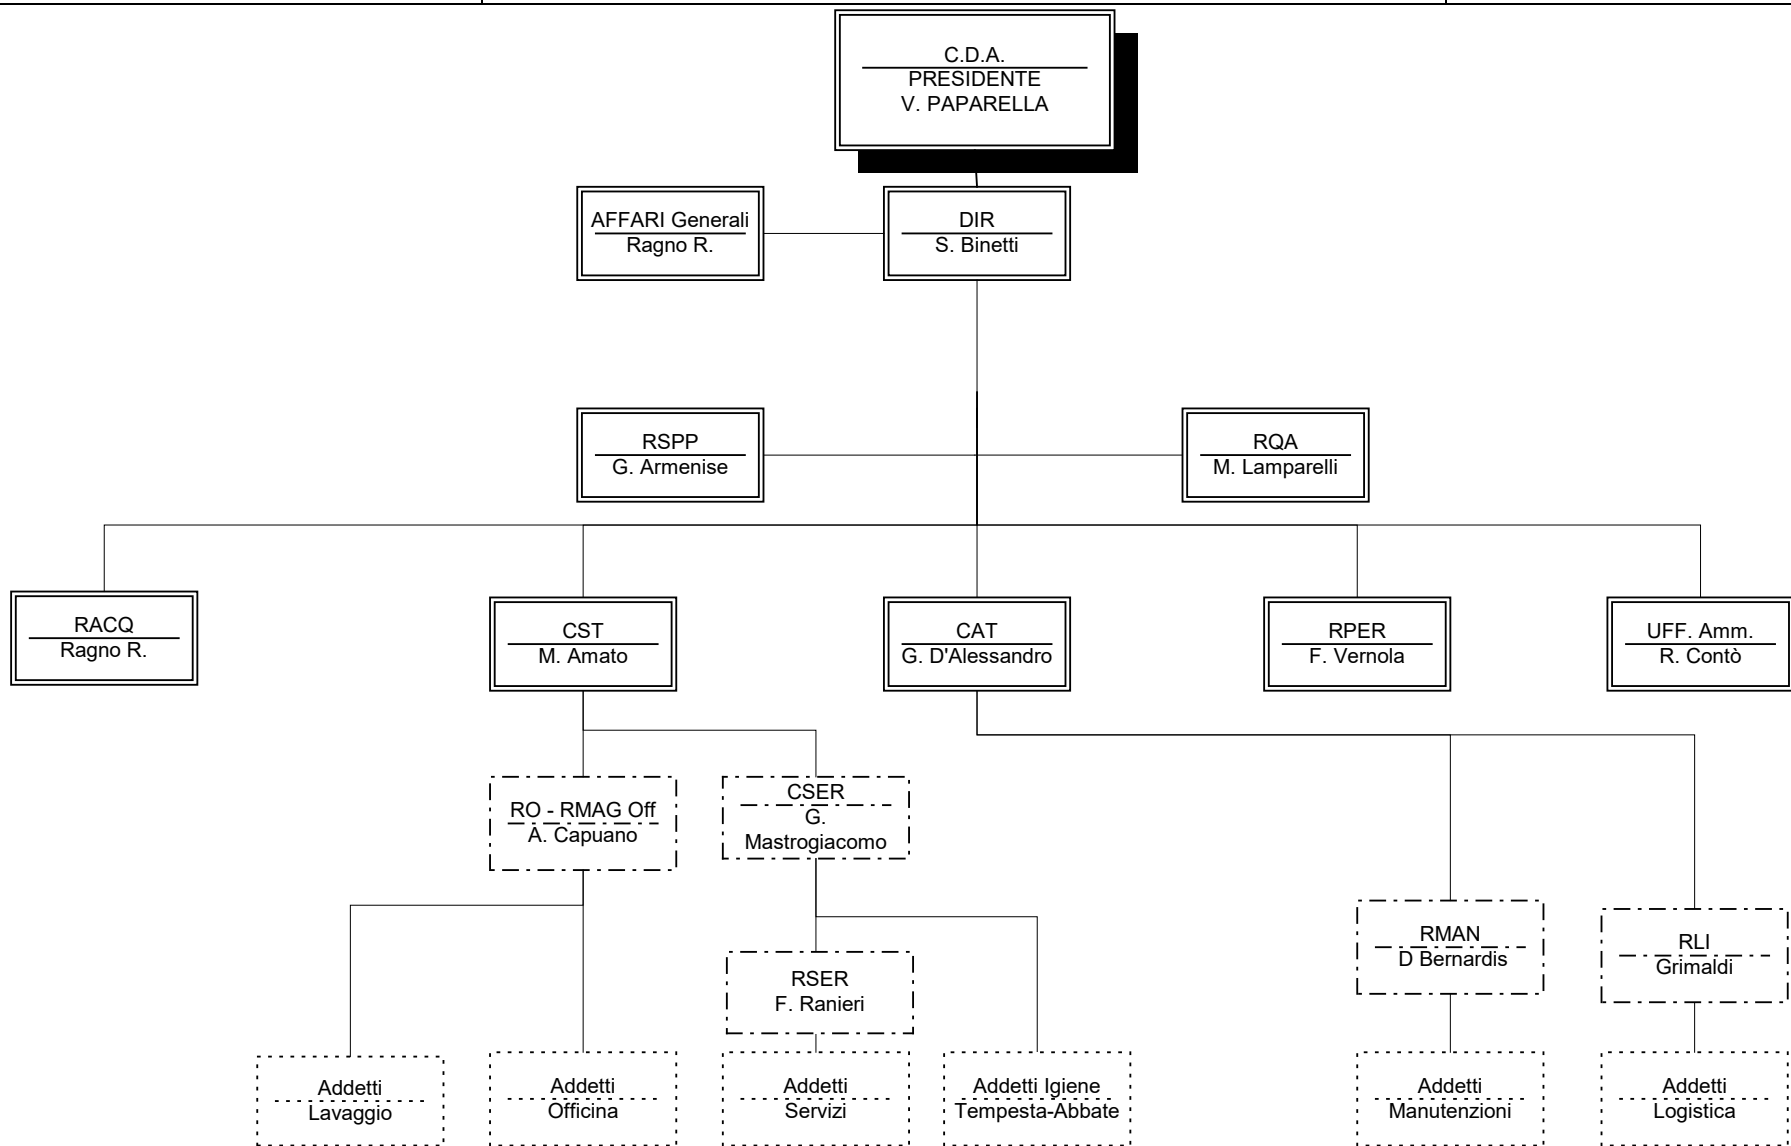 C.D.A.
PRESIDENTE
V. PAPARELLA
AFFARI Generali
Ragno R.
DIR
S. Binetti
RSPP
G. Armenise
RQA
M. Lamparelli
RACQ
Ragno R.
CST
M. Amato
CAT
G. D'Alessandro
RPER
F. Vernola
UFF. Amm.
R. Contò
RO - RMAG Off
A. Capuano
CSER
G.
Mastrogiacomo
RMAN
D Bernardis
RLI
Grimaldi
RSER
F. Ranieri
Addetti
Lavaggio
Addetti
Officina
Addetti
Servizi
Addetti Igiene
Tempesta-Abbate
Addetti
Manutenzioni
Addetti
Logistica